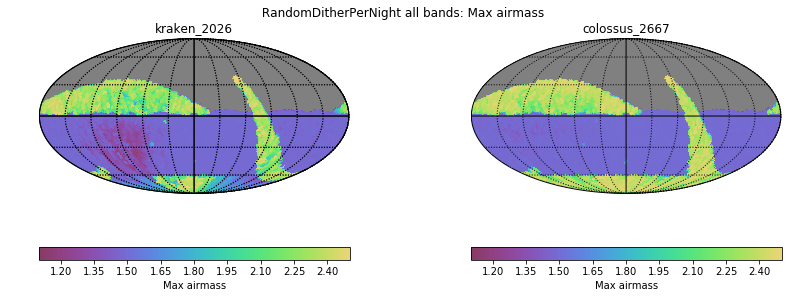 RandomDitherPerNight all bands: Max airmass
kraken_2026
colossus_2667
1.20 1.35 1.50 1.65 1.80 1.95 2.10 2.25 2.40
Max airmass
1.20 1.35 1.50 1.65 1.80 1.95 2.10 2.25 2.40
Max airmass